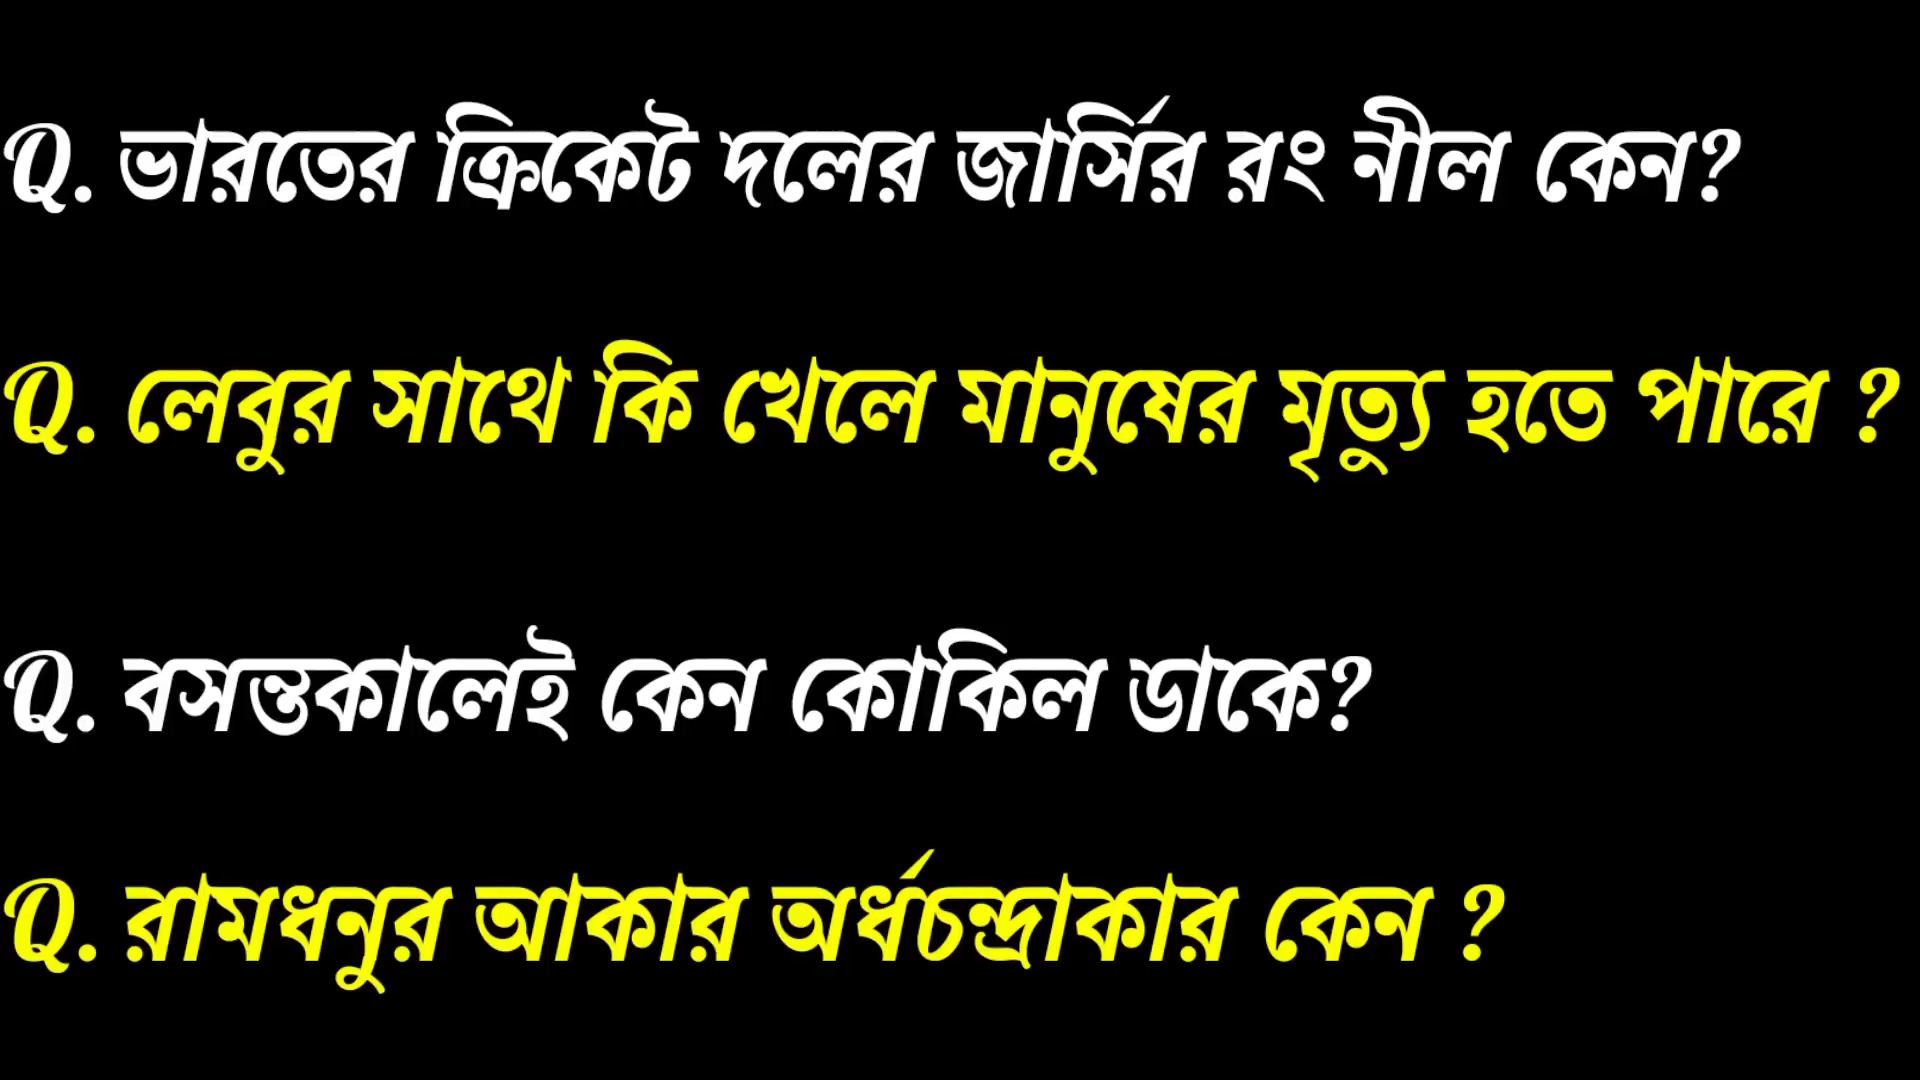 Q. ভারতের ক্রিকেট দলের জার্সির রং নীল কেন?
Q. লেবুর সাথে কি খেলে মানুষের মৃত্যু হতে পারে ?
Q. বসন্তকালেই কেন কোকিল ডাকে?
Q. রামধনুর আকার অর্ধচন্দ্রাকার কেন ?